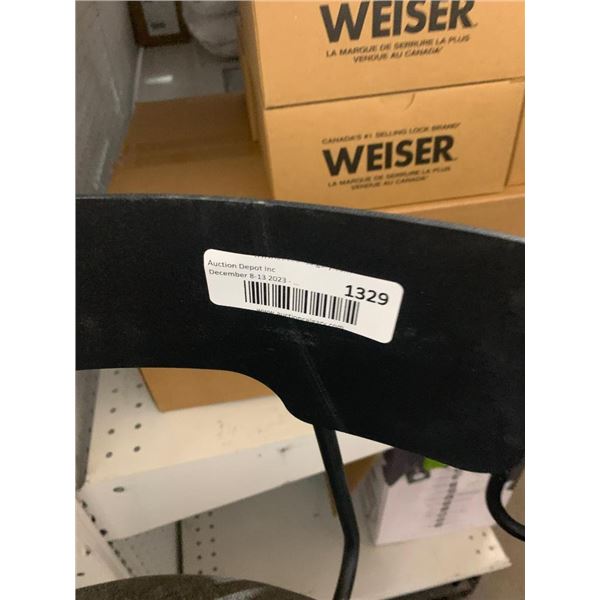 WEISER
LA MARQUE DE SERRURE LA PLUS
VENDUE AU CANADA*
CANADA'S #1 SELLING LOCK BRAND*
WEISER
LA MARQUE DE SERRURE LA PLUS
VENDUE AU CANADA*
Auction Depot Inc
December 8-13 2023 - ...
1329